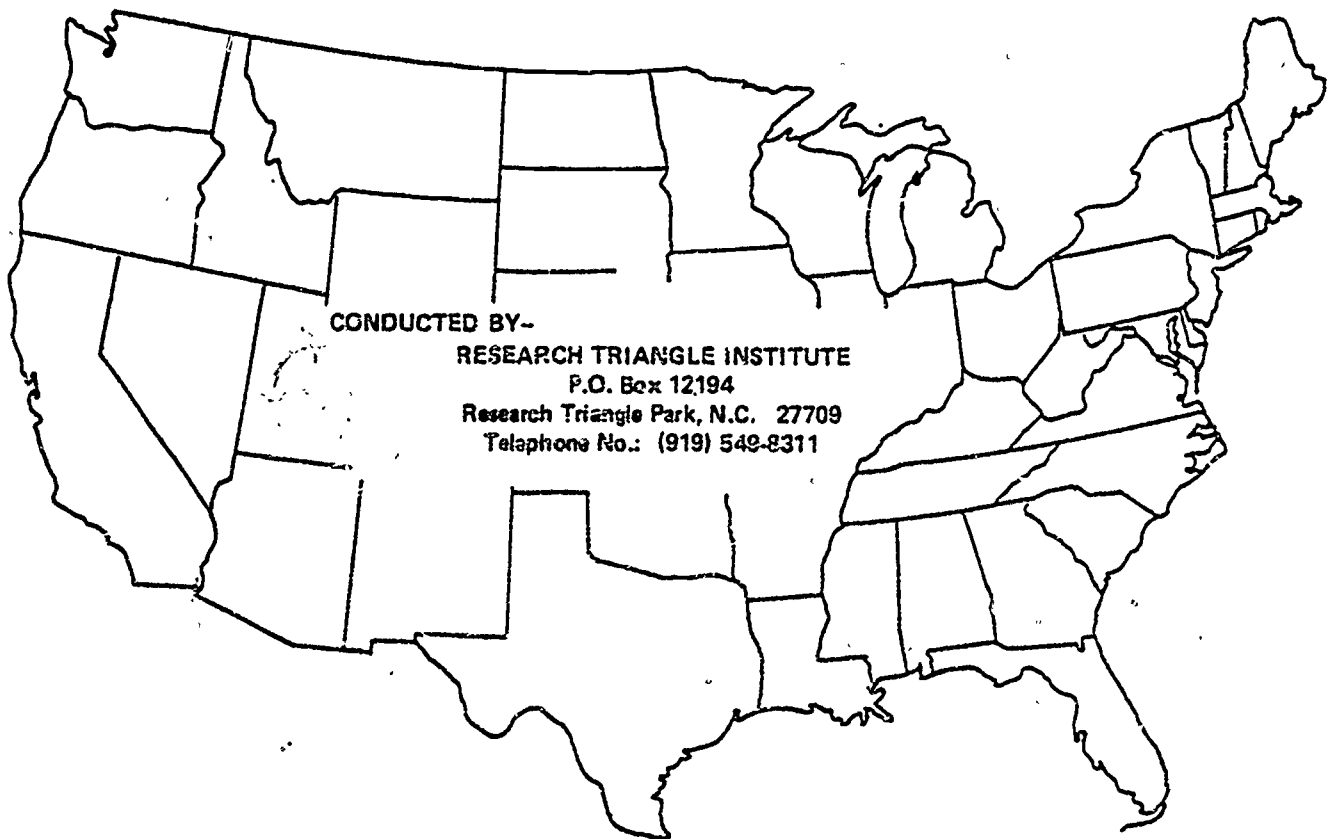 CONDUCTED BY-
RESEARCH TRIANGLE INSTITUTE
P.O. Box 12194
Research Triangle Park, N.C. 27709
Telephone No.: (919) 549-8311